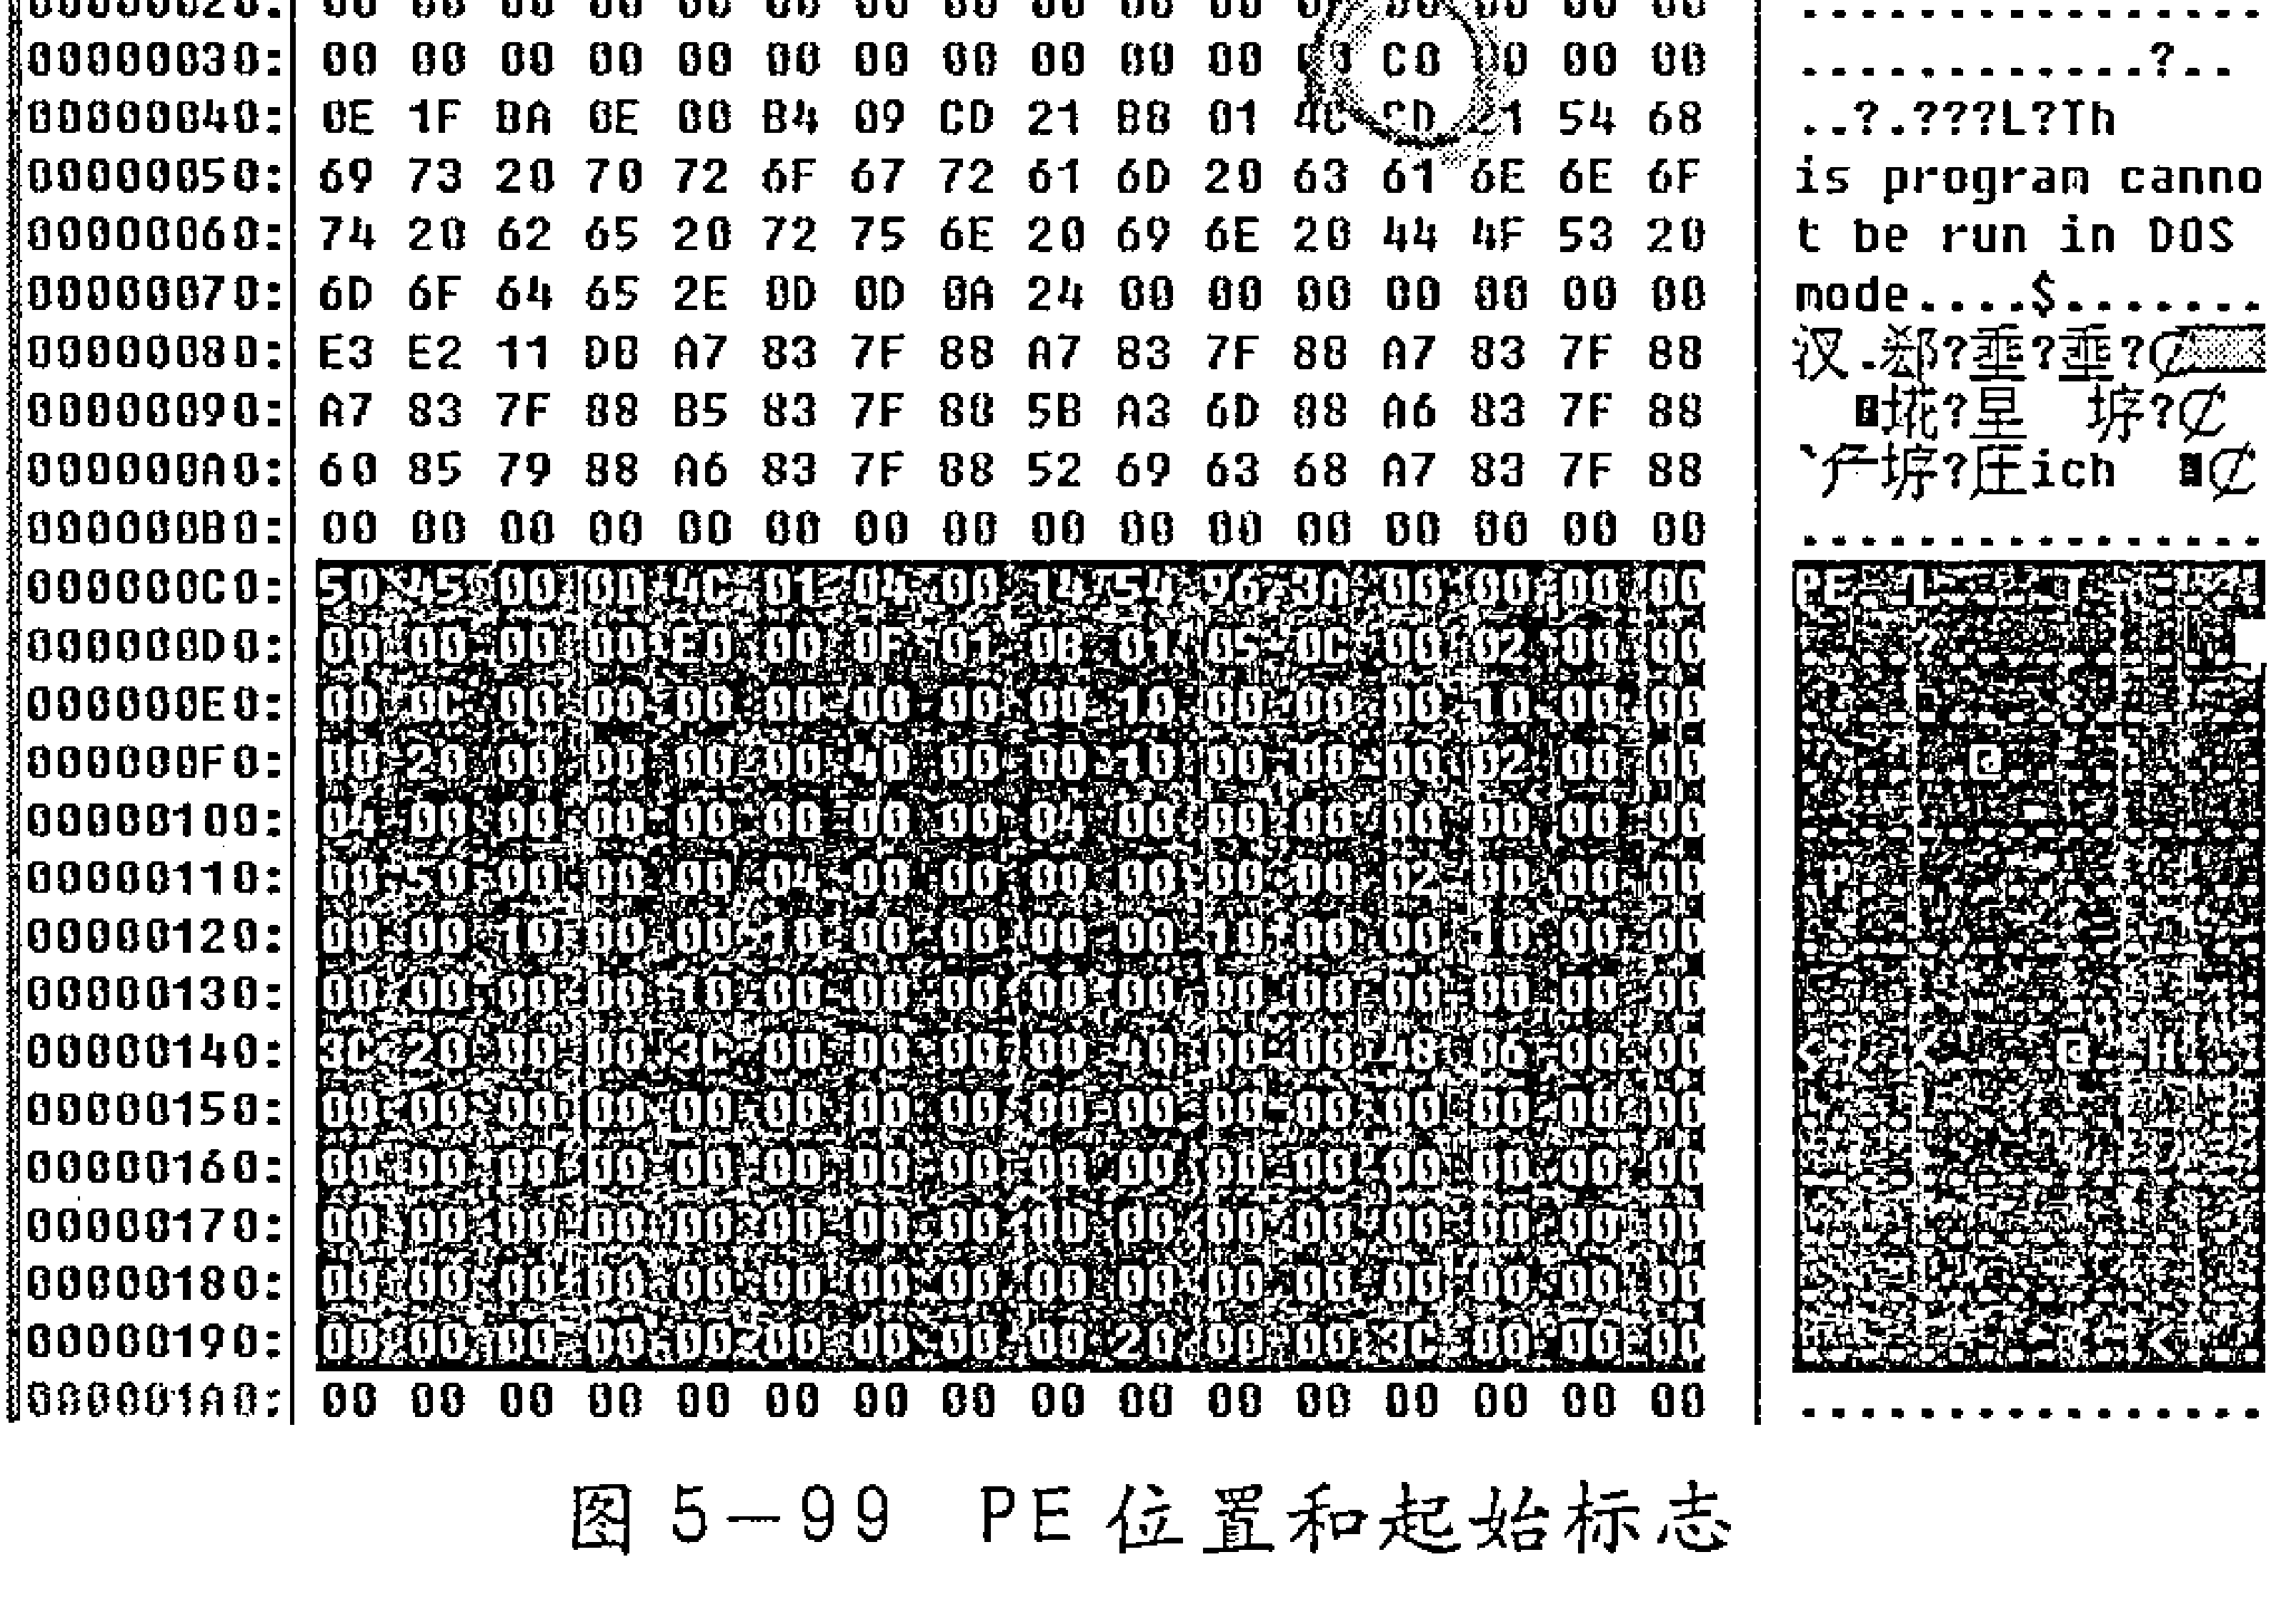 00000020: 00 00 00 00 00 00 00 00 00 00 00 00 00 00 00 ................
00000030: 00 00 00 00 00 00 00 00 00 00 00 00 C0 00 00 00 ............?..
00000040: 0E 1F BA 0E 00 B4 09 CD 21 B8 01 4C CD 21 54 68 ..?.???L?Th
00000050: 69 73 20 70 72 6F 67 72 61 6D 20 63 61 6E 6E 6F is program canno
00000060: 74 20 62 65 20 72 75 6E 20 69 6E 20 44 4F 53 20 t be run in DOS
00000070: 6D 6F 64 65 2E 0D 0D 0A 24 00 00 00 00 00 00 00 mode....$.......
00000080: E3 E2 11 DB A7 83 7F 88 A7 83 7F 88 A7 83 7F 88
00000090: A7 83 7F 88 B5 83 7F 88 5B A3 6D 88 A6 83 7F 88
000000A0: 60 85 79 88 A6 83 7F 88 52 69 63 68 A7 83 7F 88 ich
000000B0: 00 00 00 00 00 00 00 00 00 00 00 00 00 00 00 00 ................
000000C0: 50 45 00 00 4C 01 04 00 14 54 96 3A 00 00 00 00 PE L T
000000D0: 00 00 00 00 E0 00 0F 01 0B 01 05 0C 00 02 00 00
000000E0: 00 0C 00 00 00 00 00 00 00 10 00 00 00 10 00 00
000000F0: 00 20 00 00 00 00 40 00 00 10 00 00 00 02 00 00 @
00000100: 04 00 00 00 00 00 00 00 04 00 00 00 00 00 00 00
00000110: 00 50 00 00 00 04 00 00 00 00 00 00 02 00 00 00 P
00000120: 00 00 10 00 00 10 00 00 00 00 10 00 00 10 00 00
00000130: 00 00 00 00 10 00 00 00 00 00 00 00 00 00 00 00
00000140: 3C 20 00 00 3C 00 00 00 00 40 00 00 48 06 00 00 < < @ H
00000150: 00 00 00 00 00 00 00 00 00 00 00 00 00 00 00 00
00000160: 00 00 00 00 00 00 00 00 00 00 00 00 00 00 00 00
00000170: 00 00 00 00 00 00 00 00 00 00 00 00 00 00 00 00
00000180: 00 00 00 00 00 00 00 00 00 00 00 00 00 00 00 00
00000190: 00 00 00 00 00 00 00 00 00 20 00 00 3C 00 00 00 <
000001A0: 00 00 00 00 00 00 00 00 00 00 00 00 00 00 00 00 ................
图 5-99 PE 位置和起始标志